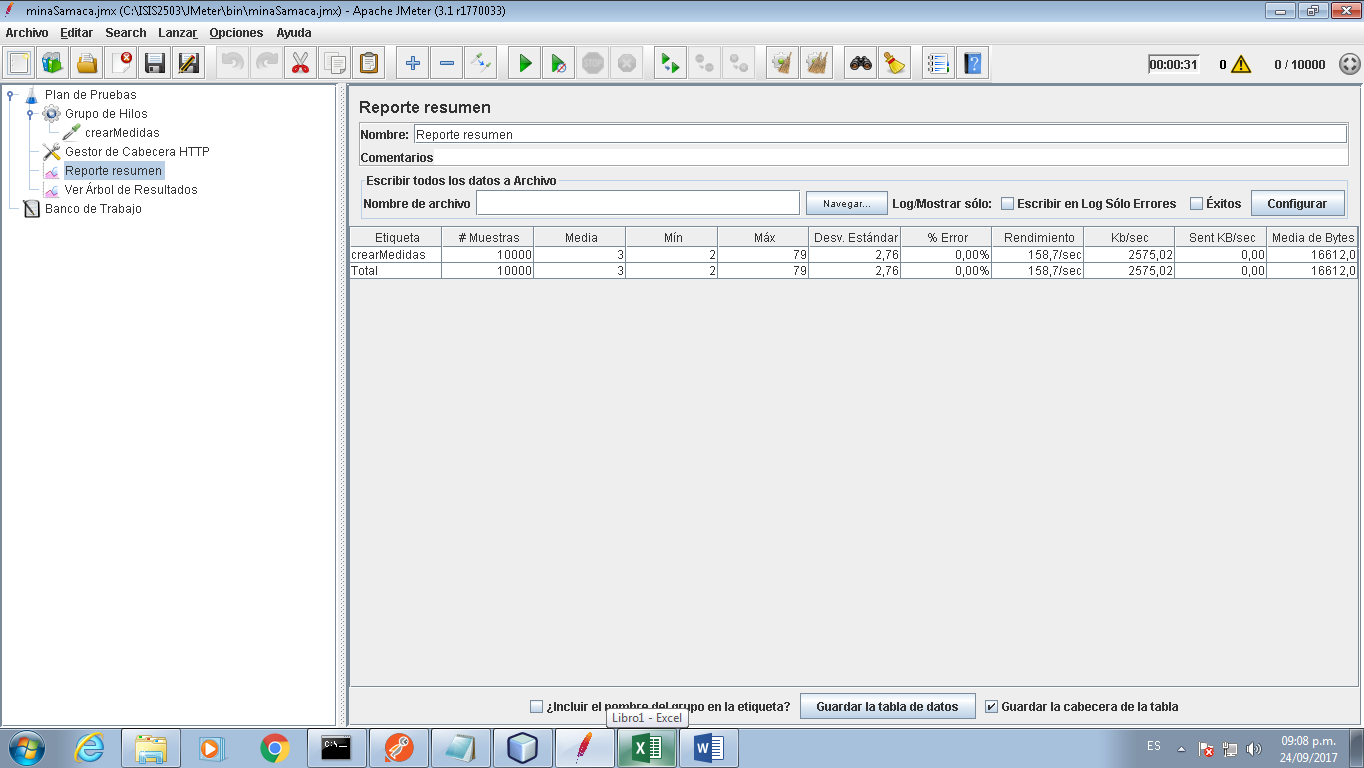 minaSamaca.jmx (C:\ISIS2503\JMeter\bin\minaSamaca.jmx) - Apache JMeter (3.1 r1770033)
Archivo Editar Search Lanzar Opciones Ayuda
STOP
00:00:31 0 0 / 10000
Plan de Pruebas
Grupo de Hilos
crearMedidas
Gestor de Cabecera HTTP
Reporte resumen
Ver Árbol de Resultados
Banco de Trabajo
Reporte resumen
Nombre: Reporte resumen
Comentarios
Escribir todos los datos a Archivo
Nombre de archivo Navegar... Log/Mostrar sólo: Escribir en Log Sólo Errores Éxitos Configurar
Etiqueta # Muestras Media Mín Máx Desv. Estándar % Error Rendimiento Kb/sec Sent KB/sec Media de Bytes
crearMedidas 10000 3 2 79 2,76 0,00% 158,7/sec 2575,02 0,00 16612,0
Total 10000 3 2 79 2,76 0,00% 158,7/sec 2575,02 0,00 16612,0
¿Incluir el nombre del grupo en la etiqueta? Guardar la tabla de datos Guardar la cabecera de la tabla
Libro1 - Excel
C:\_
ES 09:08 p.m.
24/09/2017